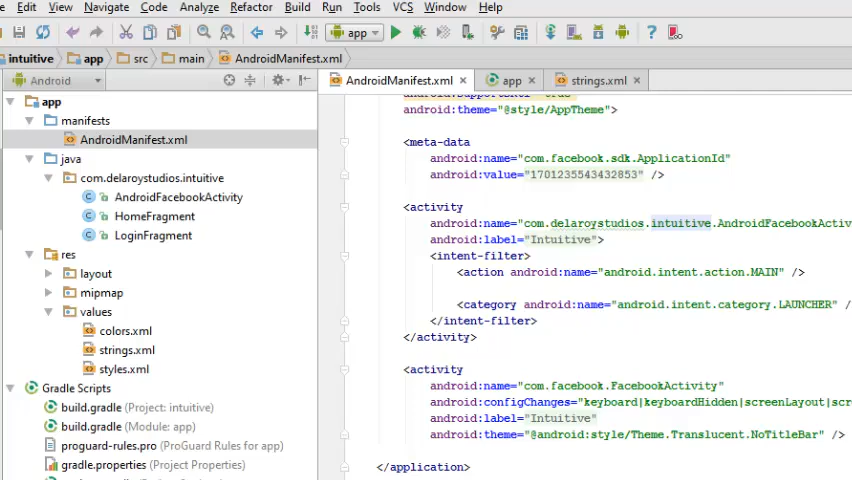 Edit View Navigate Code Analyze Refactor Build Run Tools VCS Window Help
app
intuitive app src main AndroidManifest.xml
Android
AndroidManifest.xml app strings.xml
app
manifests
AndroidManifest.xml
java
com.delaroystudios.intuitive
AndroidFacebookActivity
HomeFragment
LoginFragment
res
layout
mipmap
values
colors.xml
strings.xml
styles.xml
Gradle Scripts
build.gradle (Project: intuitive)
build.gradle (Module: app)
proguard-rules.pro (ProGuard Rules for app)
gradle.properties (Project Properties)
android:theme="@style/AppTheme">
<meta-data
android:name="com.facebook.sdk.ApplicationId"
android:value="1701235543432853" />
<activity
android:name="com.delaroystudios.intuitive.AndroidFacebookActiv
android:label="Intuitive">
<intent-filter>
<action android:name="android.intent.action.MAIN" />
<category android:name="android.intent.category.LAUNCHER" /
</intent-filter>
</activity>
<activity
android:name="com.facebook.FacebookActivity"
android:configChanges="keyboard|keyboardHidden|screenLayout|scr
android:label="Intuitive"
android:theme="@android:style/Theme.Translucent.NoTitleBar" />
</application>